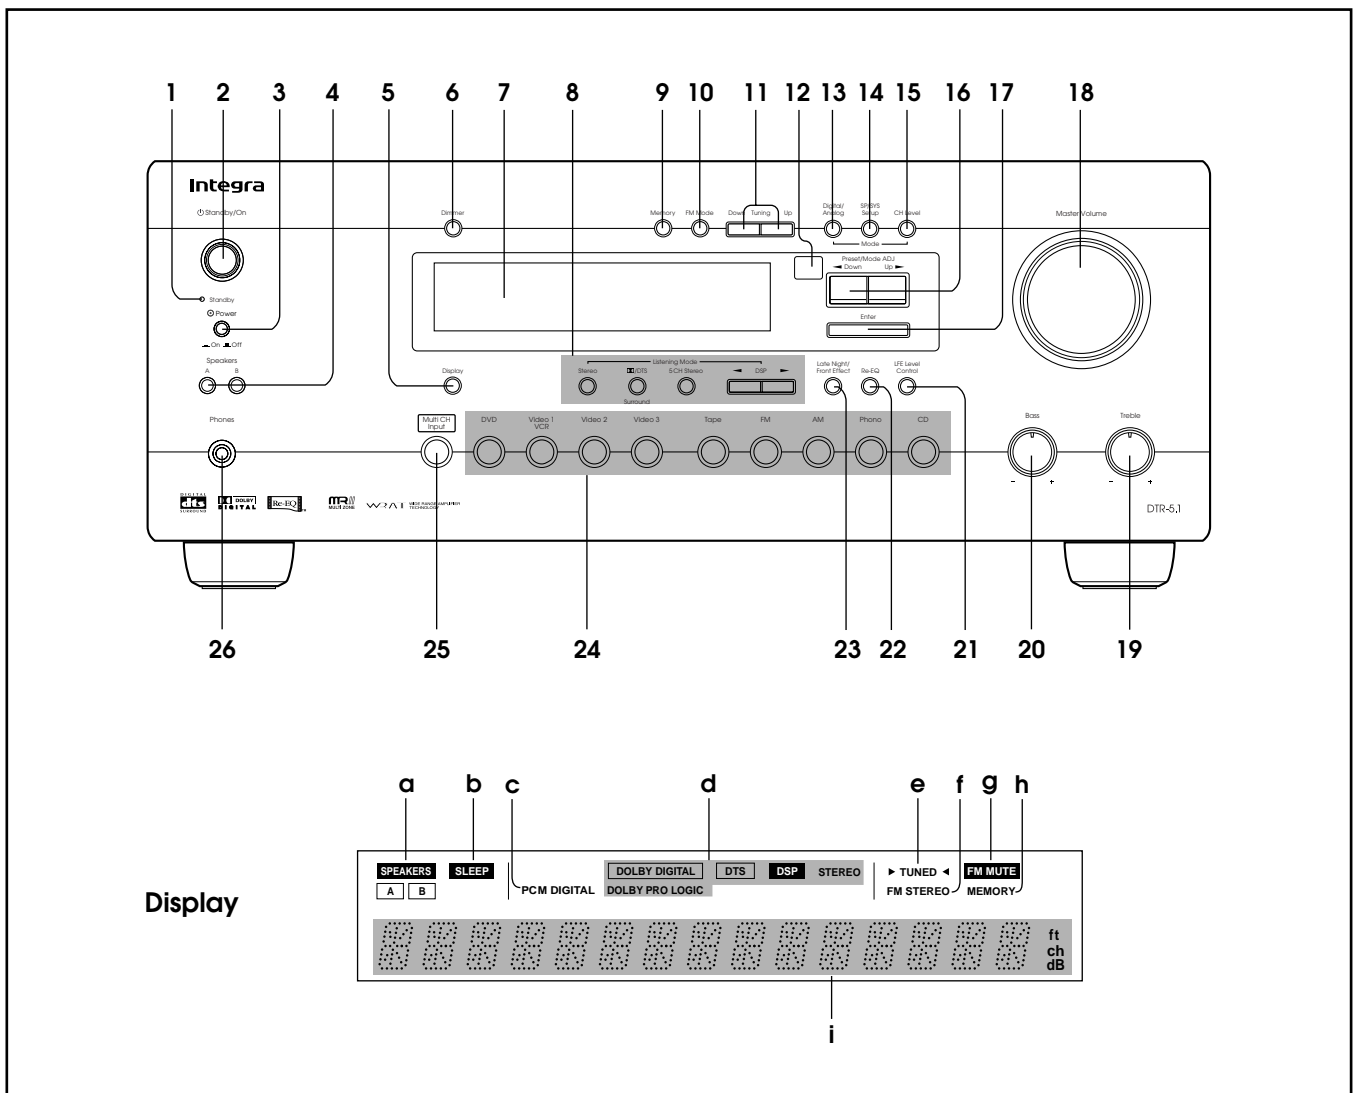 1 2 3 4 5 6 7 8 9 10 11 12 13 14 15 16 17 18
Integra
Standby/On
Dimmer
Memory
FM Mode
Down Tuning Up
Digital/
Analog
SP/SYS
Setup
CH Level
Mode
Master Volume
Preset/Mode ADJ
Down Up
Enter
Standby
Power
On Off
Speakers
A B
Display
Listening Mode
Stereo
/DTS
5CH Stereo
DSP
Surround
Late Night/
Front Effect
Re-EQ
LFE Level
Control
Phones
Multi CH
Input
DVD
Video 1
VCR
Video 2
Video 3
Tape
FM
AM
Phono
CD
Bass
Treble
- +
- +
DIGITAL
dts
SURROUND
DOLBY
DIGITAL
Re-EQ
MULTI ZONE
WRAT
WIDE RANGE AMPLIFIER
TECHNOLOGY
DTR-5.1
26 25 24 23 22 21 20 19
a b c d e f g h
Display
SPEAKERS
A B
SLEEP
PCM DIGITAL
DOLBY DIGITAL DTS DSP STEREO
DOLBY PRO LOGIC
TUNED
FM STEREO
FM MUTE
MEMORY
ft
ch
dB
i